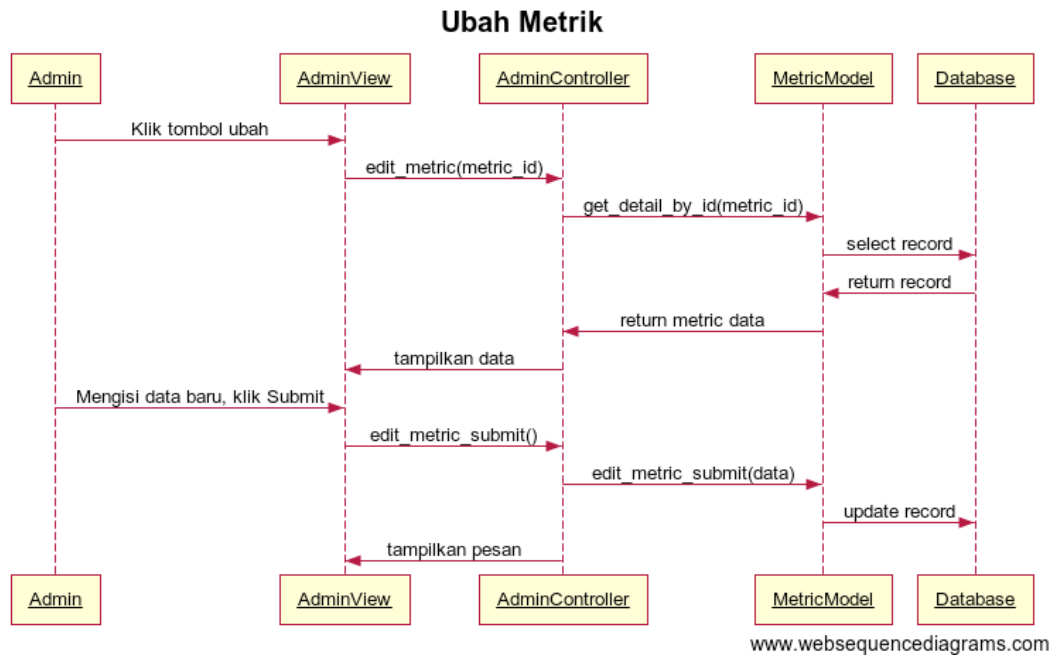 Ubah Metrik
Admin
AdminView
AdminController
MetricModel
Database
Klik tombol ubah
edit_metric(metric_id)
get_detail_by_id(metric_id)
select record
return record
return metric data
tampilkan data
Mengisi data baru, klik Submit
edit_metric_submit()
edit_metric_submit(data)
update record
tampilkan pesan
Admin
AdminView
AdminController
MetricModel
Database
www.websequencediagrams.com